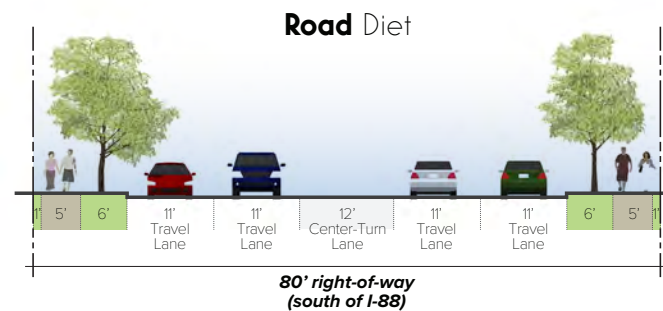 Road Diet
1' 5' 6' 11' 11' 12' 11' 11' 6' 5' 1'
Travel Travel Center-Turn Travel Travel
Lane Lane Lane Lane Lane
80' right-of-way
(south of I-88)